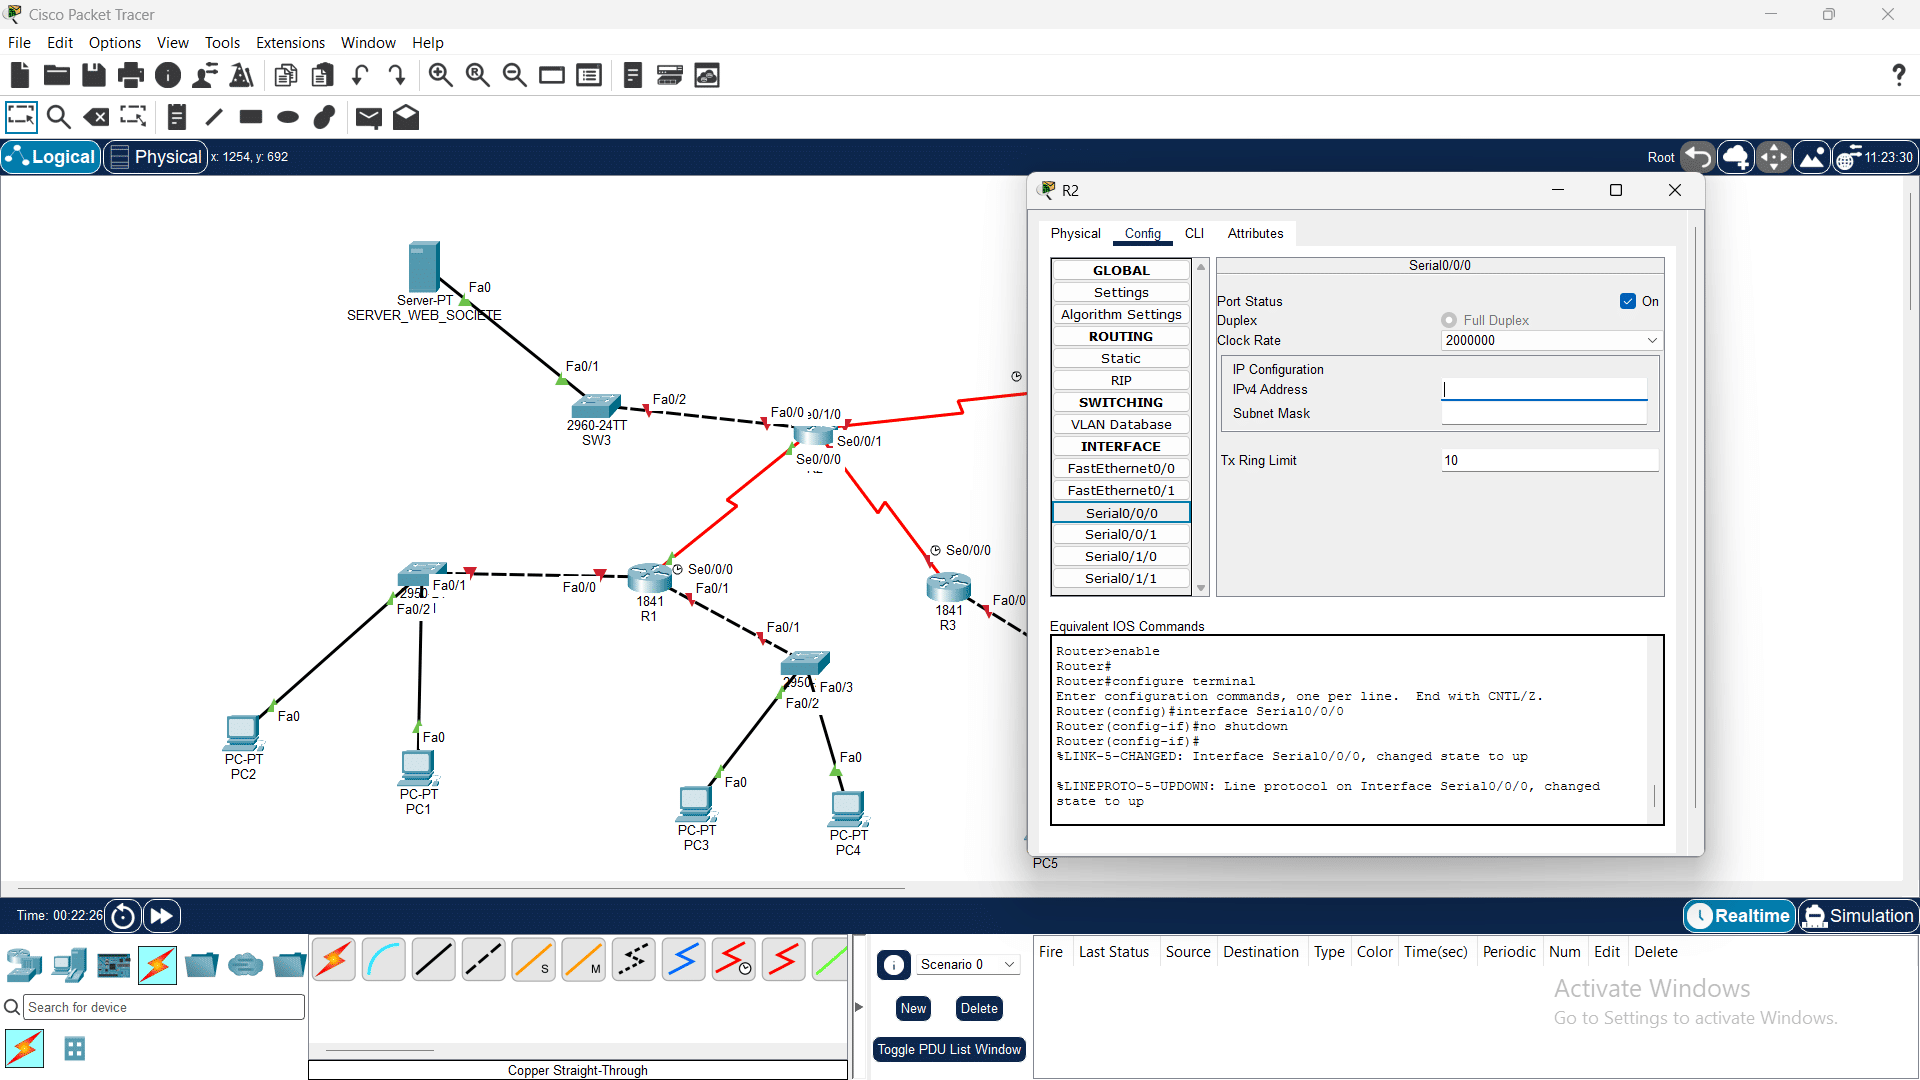 Cisco Packet Tracer
File Edit Options View Tools Extensions Window Help
Logical Physical x: 1254, y: 692
Root 11:23:30
Server-PT
SERVER_WEB_SOCIETE
Fa0
Fa0/1
2960-24TT
SW3
Fa0/2
Fa0/0
Se0/0/1
Se0/0/0
Fa0/1
Fa0/2
Fa0/0
Se0/0/0
Fa0/1
1841
R1
Fa0/1
Fa0/3
Fa0/2
Se0/0/0
1841
R3
Fa0/0
Fa0
PC-PT
PC2
Fa0
PC-PT
PC1
Fa0
PC-PT
PC3
Fa0
PC-PT
PC4
PC5
R2
Physical Config CLI Attributes
GLOBAL
Settings
Algorithm Settings
ROUTING
Static
RIP
SWITCHING
VLAN Database
INTERFACE
FastEthernet0/0
FastEthernet0/1
Serial0/0/0
Serial0/0/1
Serial0/1/0
Serial0/1/1
Serial0/0/0
Port Status On
Duplex Full Duplex
Clock Rate 2000000
IP Configuration
IPv4 Address
Subnet Mask
Tx Ring Limit 10
Equivalent IOS Commands
Router>enable
Router#
Router#configure terminal
Enter configuration commands, one per line. End with CNTL/Z.
Router(config)#interface Serial0/0/0
Router(config-if)#no shutdown
Router(config-if)#
%LINK-5-CHANGED: Interface Serial0/0/0, changed state to up
%LINEPROTO-5-UPDOWN: Line protocol on Interface Serial0/0/0, changed
state to up
Time: 00:22:26
Realtime Simulation
Search for device
S
M
Copper Straight-Through
Scenario 0
New Delete
Toggle PDU List Window
Fire Last Status Source Destination Type Color Time(sec) Periodic Num Edit Delete
Activate Windows
Go to Settings to activate Windows.